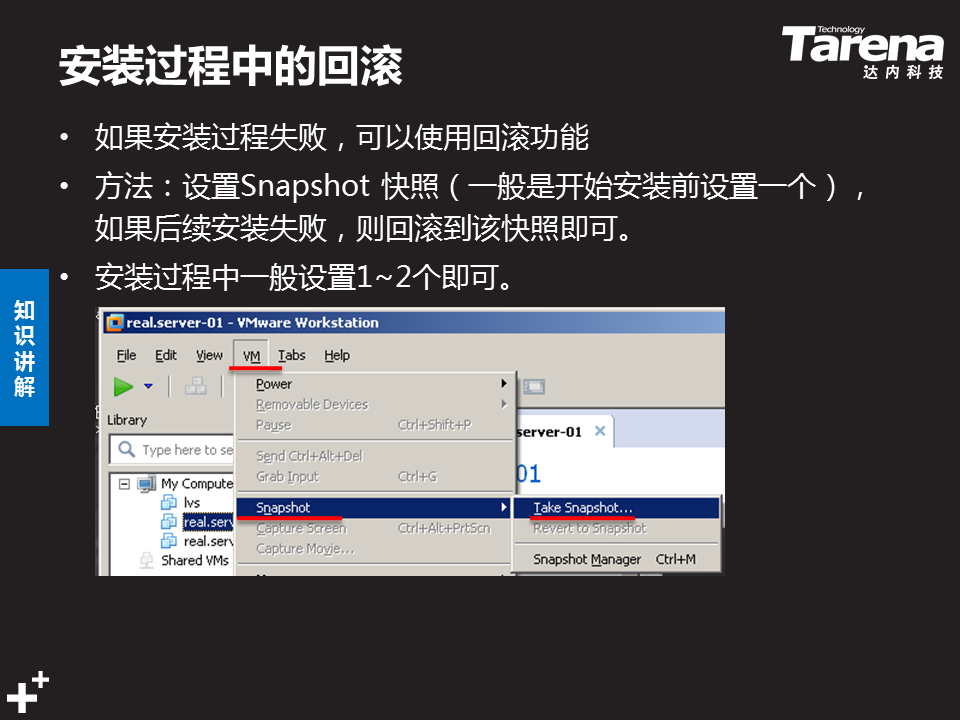 安装过程中的回滚
Technology
Tarena
达内科技
• 如果安装过程失败，可以使用回滚功能
• 方法：设置Snapshot 快照（一般是开始安装前设置一个），
如果后续安装失败，则回滚到该快照即可。
• 安装过程中一般设置1~2个即可。
知识讲解
real.server-01 - VMware Workstation
File Edit View VM Tabs Help
Power
Removable Devices
Pause Ctrl+Shift+P
Send Ctrl+Alt+Del
Grab Input Ctrl+G
Snapshot
Capture Screen Ctrl+Alt+PrtScn
Capture Movie...
Take Snapshot...
Revert to Snapshot
Snapshot Manager Ctrl+M
Library
Type here to se
My Compute
lvs
real.serv
real.serv
Shared VMs
server-01
01